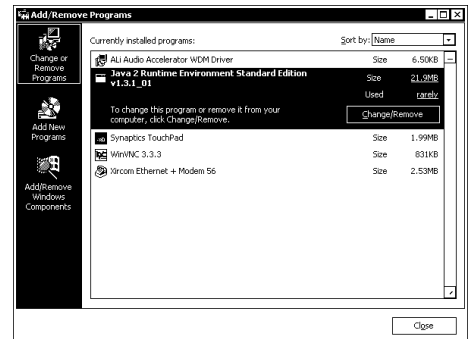 Add/Remove Programs
Change or
Remove
Programs
Add New
Programs
Add/Remove
Windows
Components
Currently installed programs:
Sort by: Name
ALi Audio Accelerator WDM Driver Size 6.50KB
Java 2 Runtime Environment Standard Edition
v1.3.1_01
Size 21.9MB
Used rarely
To change this program or remove it from your
computer, click Change/Remove.
Change/Remove
Synaptics TouchPad Size 1.99MB
WinVNC 3.3.3 Size 831KB
Xircom Ethernet + Modem 56 Size 2.53MB
Close